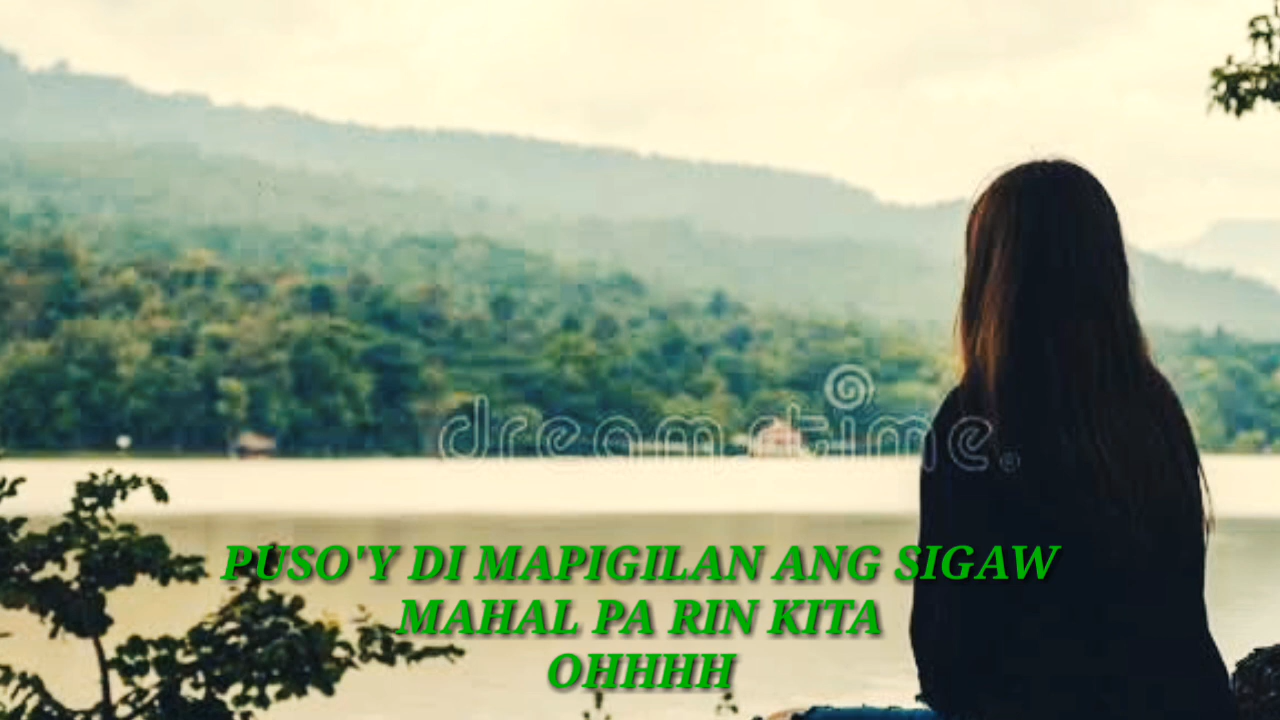 dreamstime
PUSO'Y DI MAPIGILAN ANG SIGAW
MAHAL PA RIN KITA
OHHHH